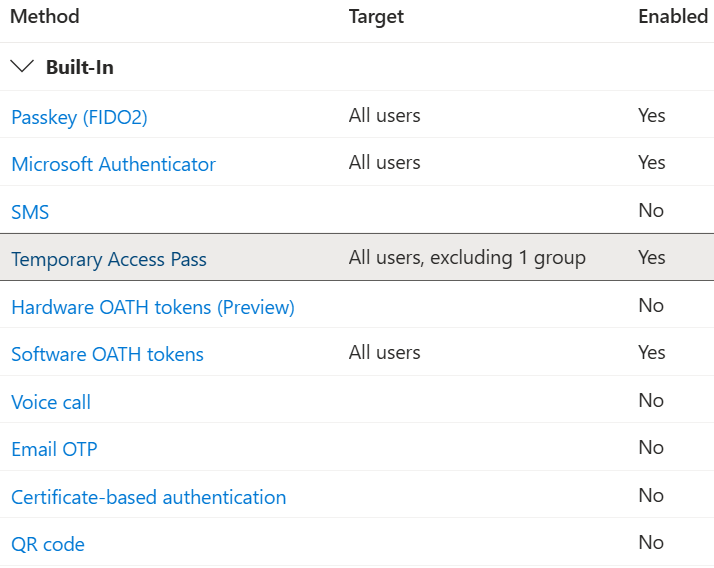 Method Target Enabled
Built-In
Passkey (FIDO2) All users Yes
Microsoft Authenticator All users Yes
SMS No
Temporary Access Pass All users, excluding 1 group Yes
Hardware OATH tokens (Preview) No
Software OATH tokens All users Yes
Voice call No
Email OTP No
Certificate-based authentication No
QR code No